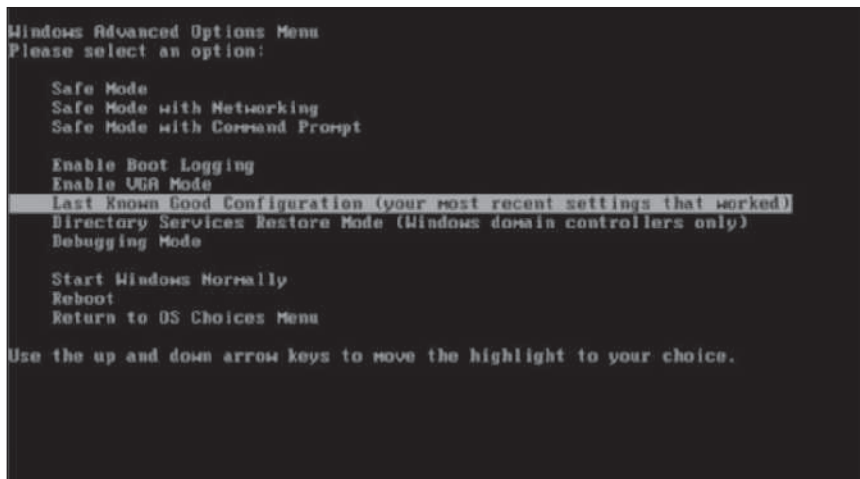 Windows Advanced Options Menu
Please select an option:
Safe Mode
Safe Mode with Networking
Safe Mode with Command Prompt
Enable Boot Logging
Enable VGA Mode
Last Known Good Configuration (your most recent settings that worked)
Directory Services Restore Mode (Windows domain controllers only)
Debugging Mode
Start Windows Normally
Reboot
Return to OS Choices Menu
Use the up and down arrow keys to move the highlight to your choice.